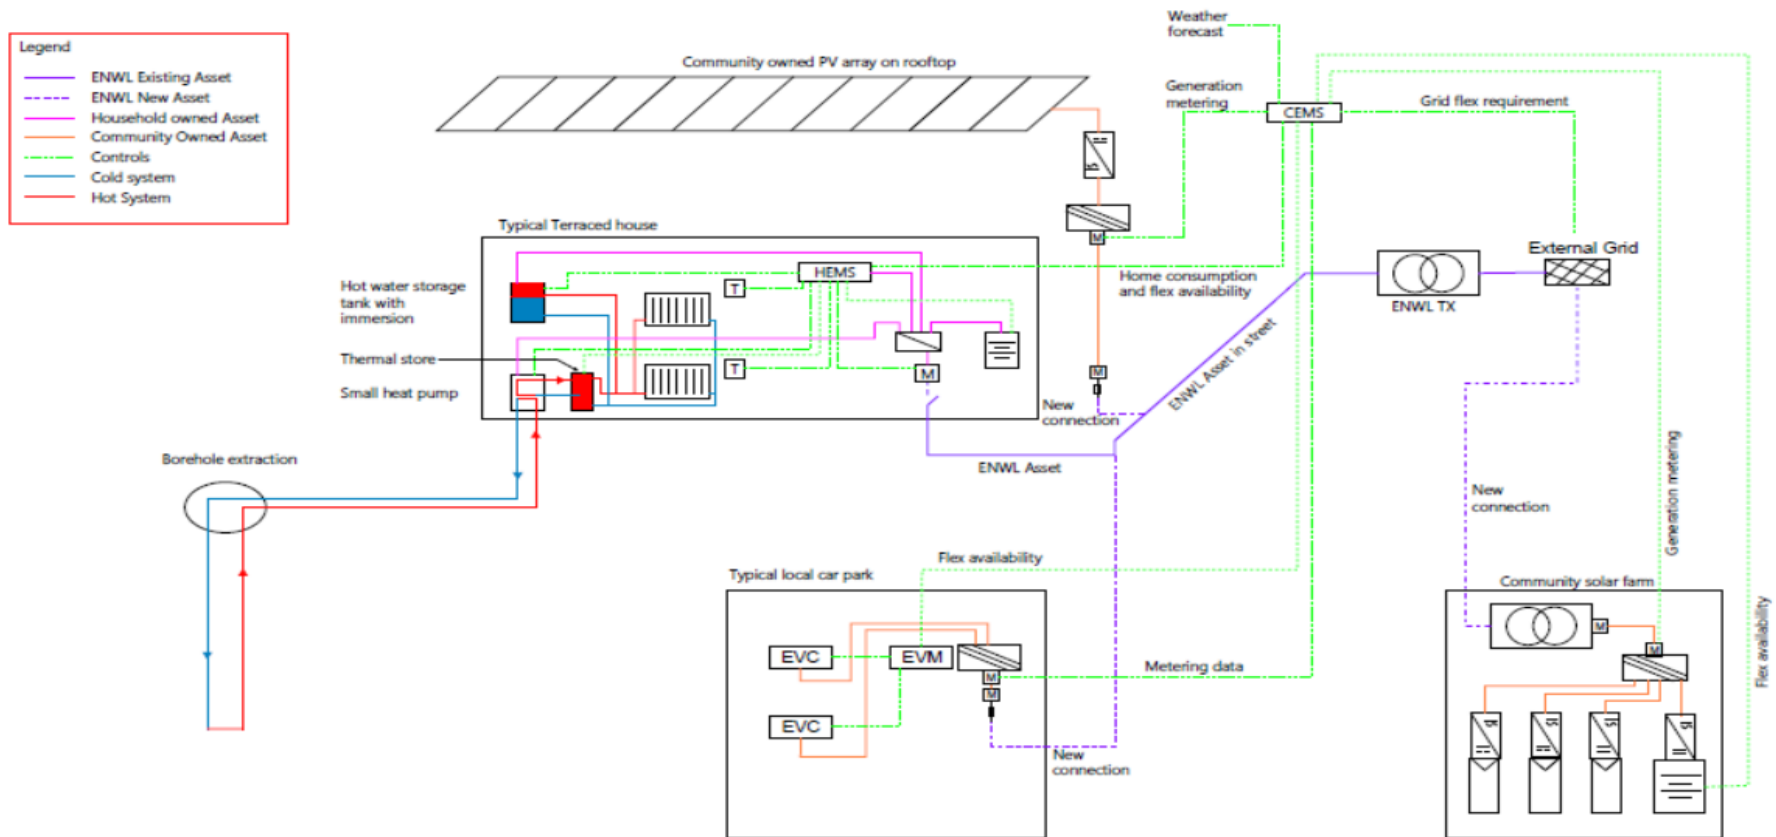 Legend
ENWL Existing Asset
ENWL New Asset
Household owned Asset
Community Owned Asset
Controls
Cold system
Hot System
Community owned PV array on rooftop
Weather
forecast
Generation
metering
CEMS
Grid flex requirement
M
Typical Terraced house
HEMS
T
Hot water storage
tank with
immersion
Thermal store
Small heat pump
T
M
Home consumption
and flex availability
External Grid
ENWL TX
ENWL Asset in street
M
New
connection
ENWL Asset
Borehole extraction
New
connection
Generation metering
Flex availability
Flex availability
Typical local car park
EVC
EVM
EVC
M
M
Metering data
New
connection
Community solar farm
M
M